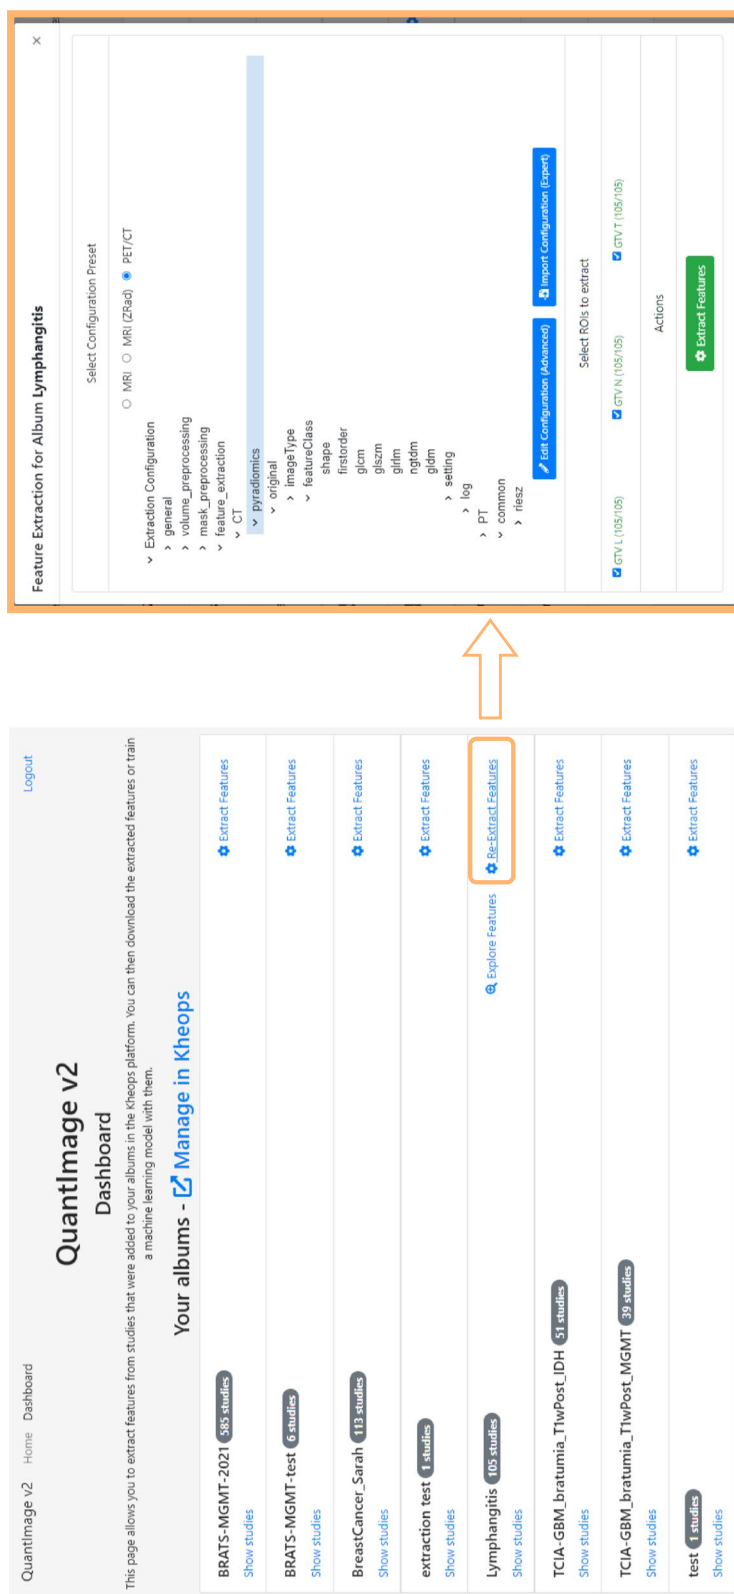 QuantImage v2 Home Dashboard Logout
QuantImage v2
Dashboard
This page allows you to extract features from studies that were added to your albums in the Kheops platform. You can then download the extracted features or train
a machine learning model with them.
Your albums - Manage in Kheops
BRATS-MGMT-2021 585 studies
Show studies
Extract Features
BRATS-MGMT-test 6 studies
Show studies
Extract Features
BreastCancer_Sarah 113 studies
Show studies
Extract Features
extraction test 1 studies
Show studies
Extract Features
Lymphangitis 105 studies
Show studies
Explore Features
Re-Extract Features
TCIA-GBM_bratumia_T1wPost_IDH 51 studies
Show studies
Extract Features
TCIA-GBM_bratumia_T1wPost_MGMT 39 studies
Show studies
Extract Features
test 1 studies
Show studies
Extract Features
Feature Extraction for Album Lymphangitis ×
Select Configuration Preset
MRI MRI (ZRad) PET/CT
Extraction Configuration
general
volume_preprocessing
mask_preprocessing
feature_extraction
CT
pyradiomics
original
imageType
featureClass
shape
firstorder
glcm
glszm
glrlm
ngtdm
gldm
setting
log
PT
common
riesz
Edit Configuration (Advanced) Import Configuration (Expert)
Select ROIs to extract
GTV L (105/105) GTV N (105/105) GTV T (105/105)
Actions
Extract Features